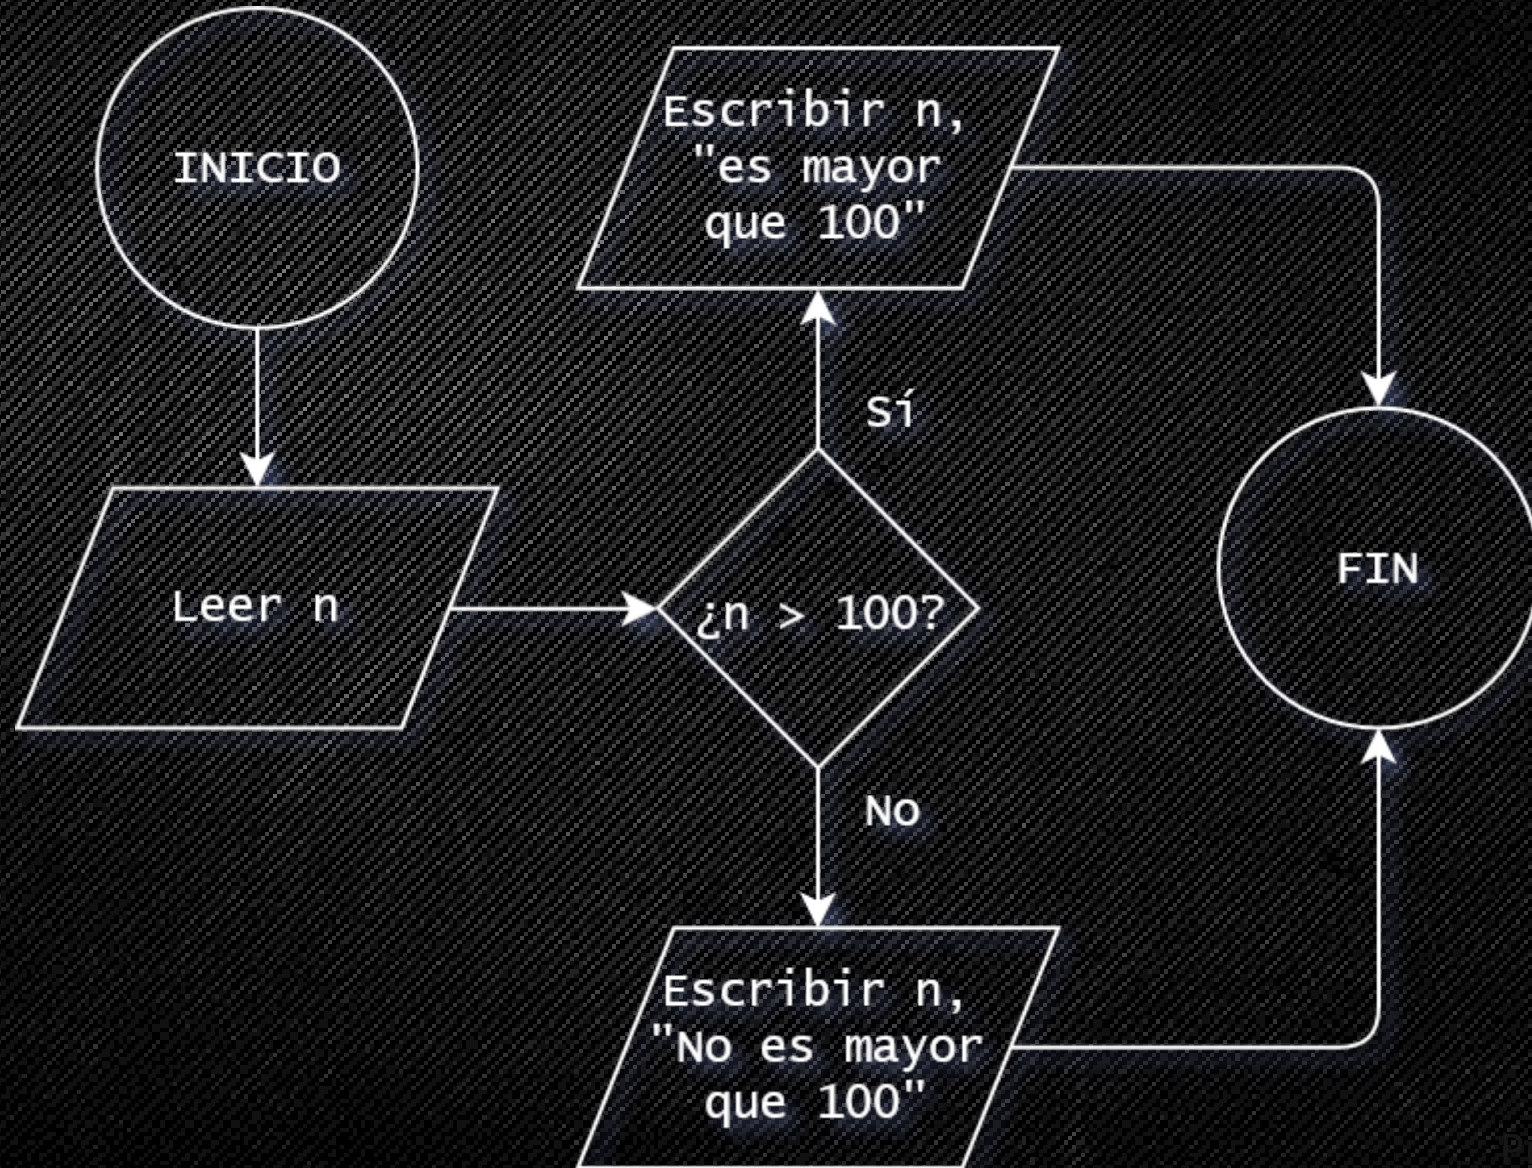 INICIO
Escribir n,
"es mayor
que 100"
Sí
Leer n
¿n > 100?
FIN
No
Escribir n,
"No es mayor
que 100"